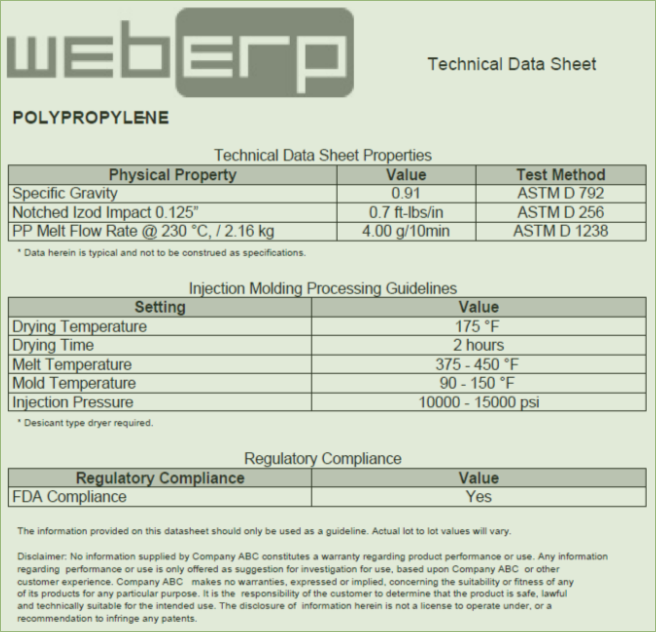 weberp
Technical Data Sheet
POLYPROPYLENE
Technical Data Sheet Properties
Physical Property Value Test Method
Specific Gravity 0.91 ASTM D 792
Notched Izod Impact 0.125" 0.7 ft-lbs/in ASTM D 256
PP Melt Flow Rate @ 230 °C, / 2.16 kg 4.00 g/10min ASTM D 1238
* Data herein is typical and not to be construed as specifications.
Injection Molding Processing Guidelines
Setting Value
Drying Temperature 175 °F
Drying Time 2 hours
Melt Temperature 375 - 450 °F
Mold Temperature 90 - 150 °F
Injection Pressure 10000 - 15000 psi
* Desicant type dryer required.
Regulatory Compliance
Regulatory Compliance Value
FDA Compliance Yes
The information provided on this datasheet should only be used as a guideline. Actual lot to lot values will vary.
Disclaimer: No information supplied by Company ABC constitutes a warranty regarding product performance or use. Any information
regarding performance or use is only offered as suggestion for investigation for use, based upon Company ABC or other
customer experience. Company ABC makes no warranties, expressed or implied, concerning the suitability or fitness of any
of its products for any particular purpose. It is the responsibility of the customer to determine that the product is safe, lawful
and technically suitable for the intended use. The disclosure of information herein is not a license to operate under, or a
recommendation to infringe any patents.